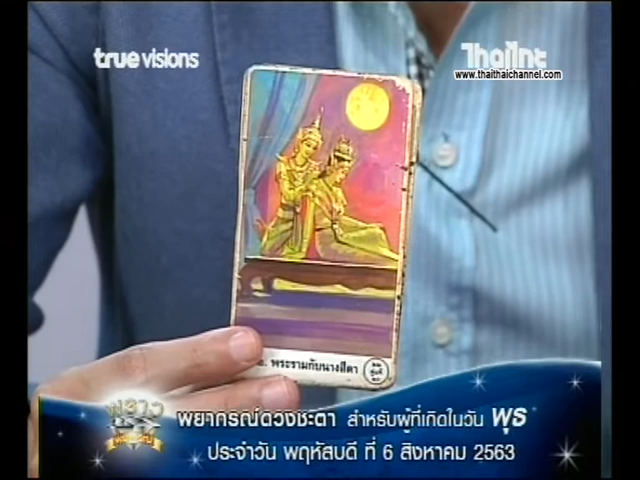 true visions
ThaiThai
www.thaithaichannel.com
๑. พระรามกับนางสีดา
พยากรณ์ดวงชะตา สำหรับผู้ที่เกิดในวัน พุธ
ประจำวัน พฤหัสบดี ที่ 6 สิงหาคม 2563